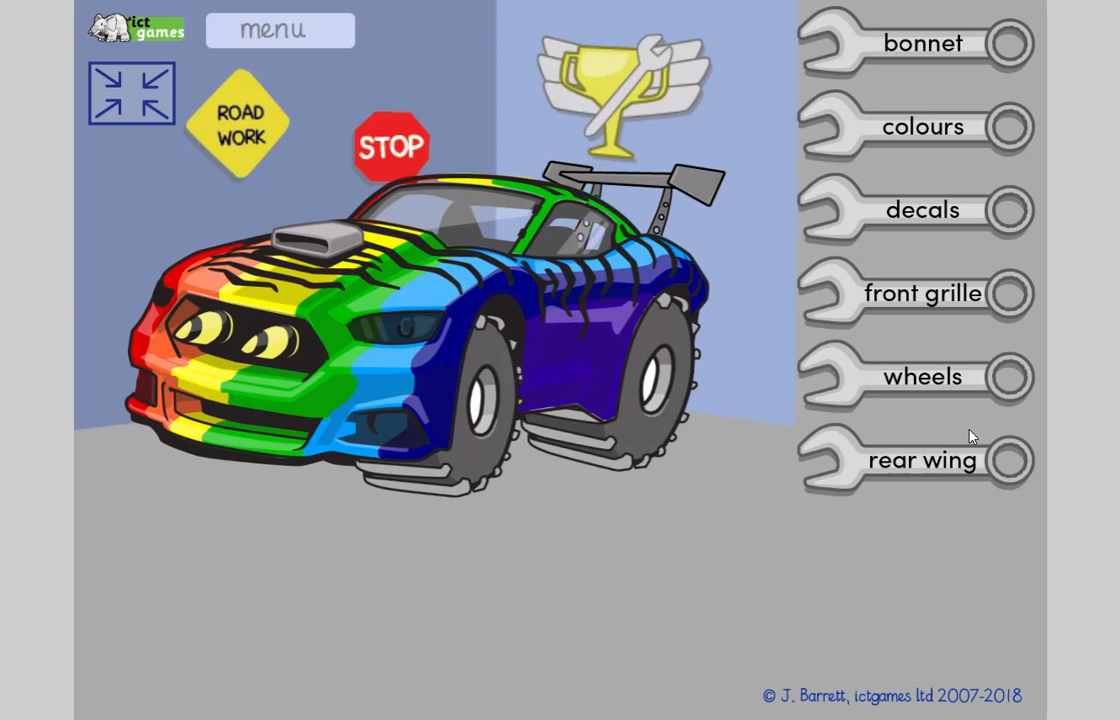 ict
games
menu
ROAD
WORK
STOP
bonnet
colours
decals
front grille
wheels
rear wing
© J. Barrett, ictgames ltd 2007-2018